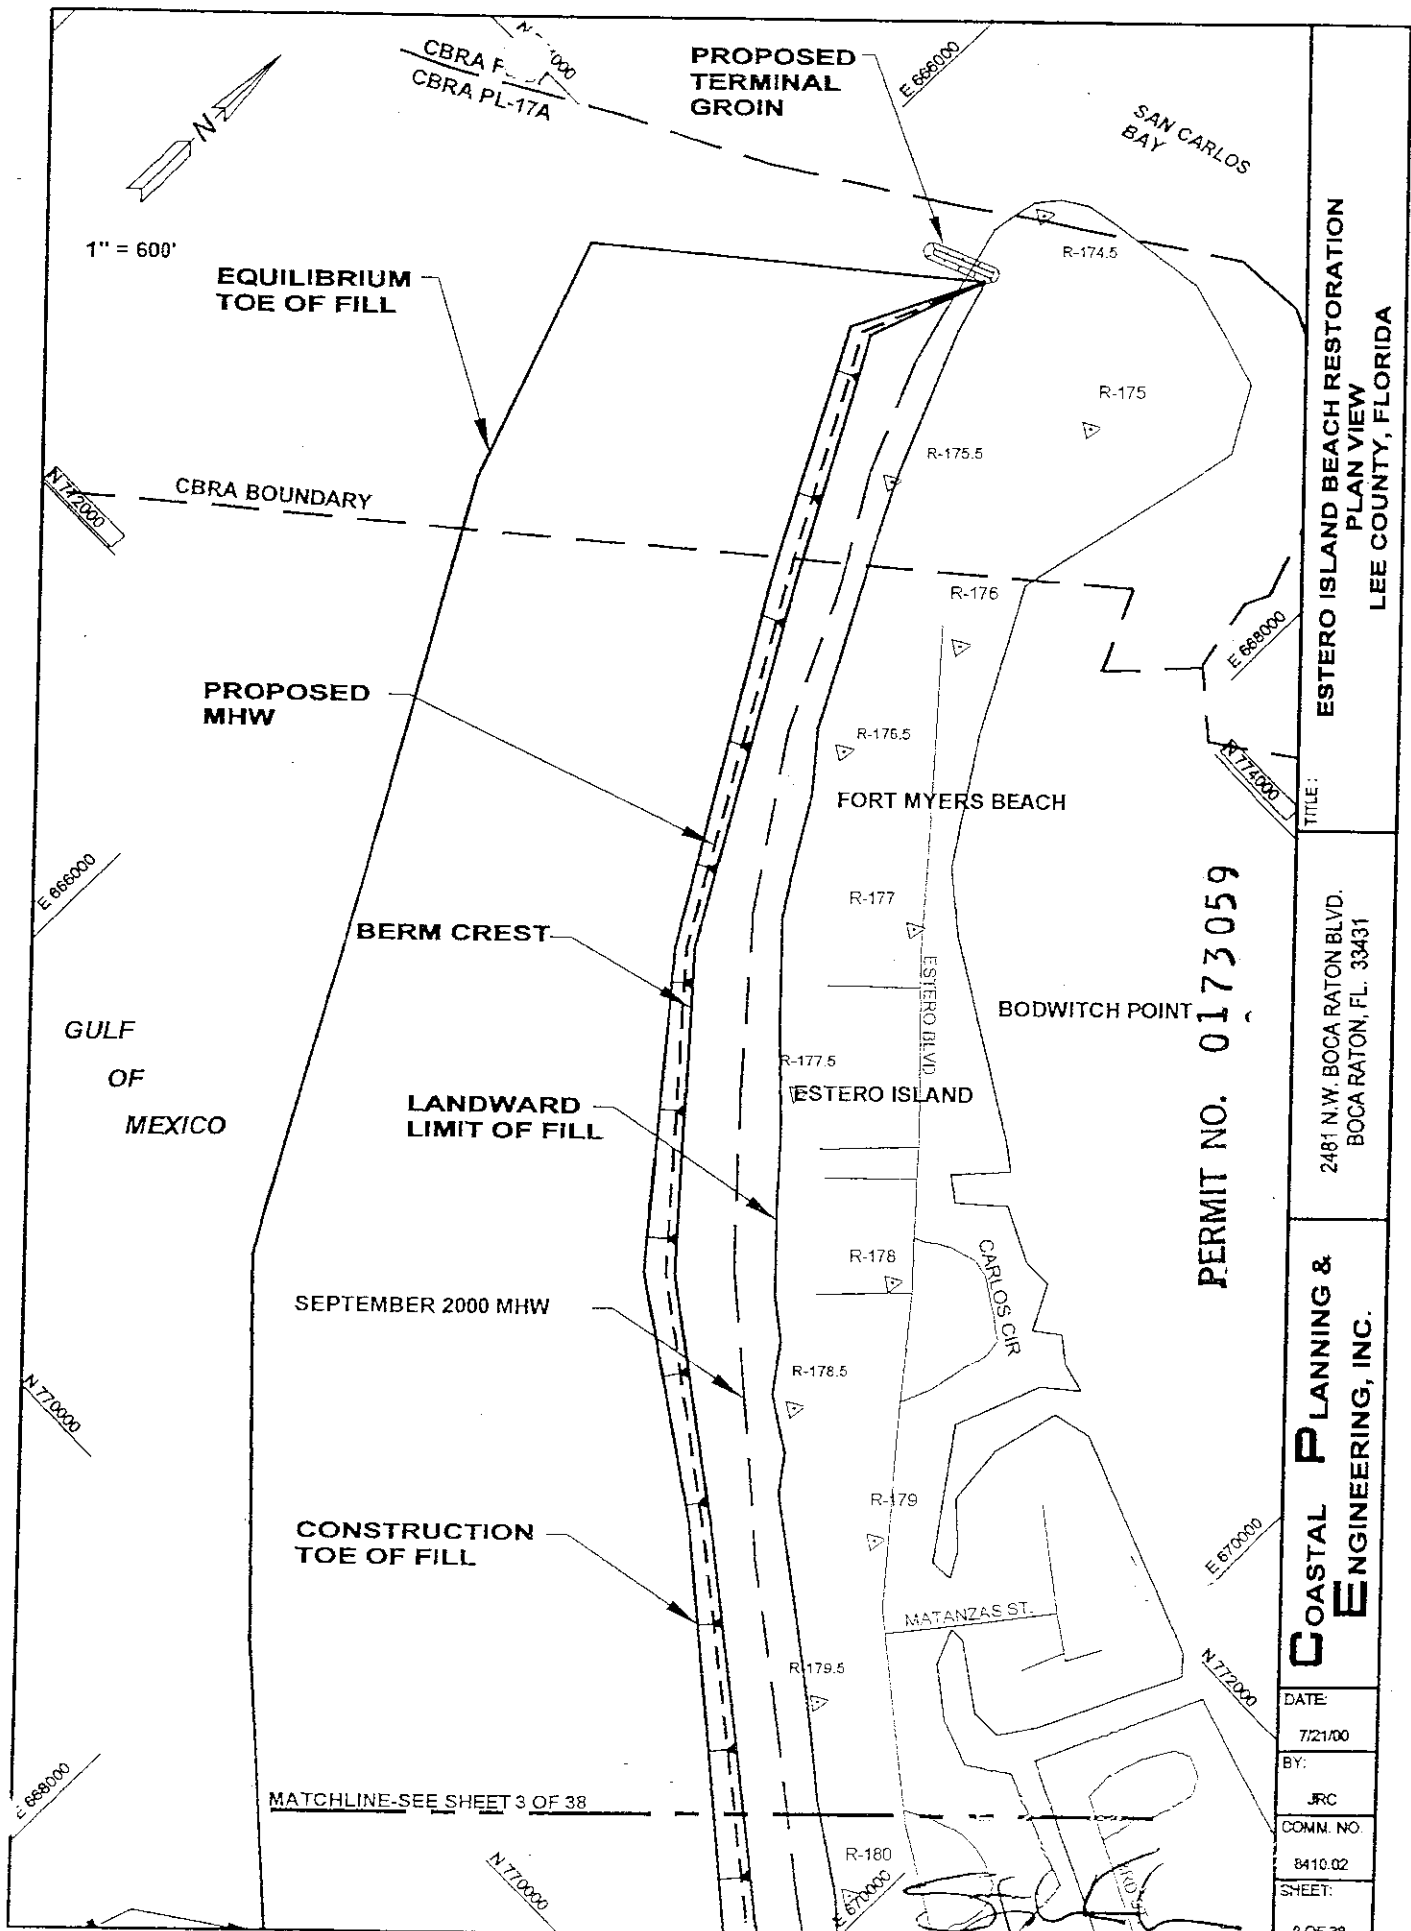 CBRA
CBRA PL-17A
PROPOSED
TERMINAL
GROIN
E 666000
SAN CARLOS
BAY
N
1" = 600'
EQUILIBRIUM
TOE OF FILL
R-174.5
R-175
R-175.5
N 772000
CBRA BOUNDARY
R-176
E 668000
PROPOSED
MHW
R-176.5
N 774000
FORT MYERS BEACH
E 666000
R-177
BERM CREST
ESTERO BLVD
BODWITCH POINT
GULF
OF
MEXICO
R-177.5
ESTERO ISLAND
LANDWARD
LIMIT OF FILL
PERMIT NO. 0173059
R-178
CARLOS CIR
SEPTEMBER 2000 MHW
R-178.5
N 770000
R-179
CONSTRUCTION
TOE OF FILL
E 670000
MATANZAS ST.
R-179.5
N 772000
E 668000
MATCHLINE-SEE SHEET 3 OF 38
R-180
N 770000
E 670000
TITLE:
ESTERO ISLAND BEACH RESTORATION
PLAN VIEW
LEE COUNTY, FLORIDA
2481 N.W. BOCA RATON BLVD.
BOCA RATON, FL. 33431
COASTAL PLANNING &
ENGINEERING, INC.
DATE:
7/21/00
BY:
JRC
COMM. NO.
8410.02
SHEET:
2 OF 38